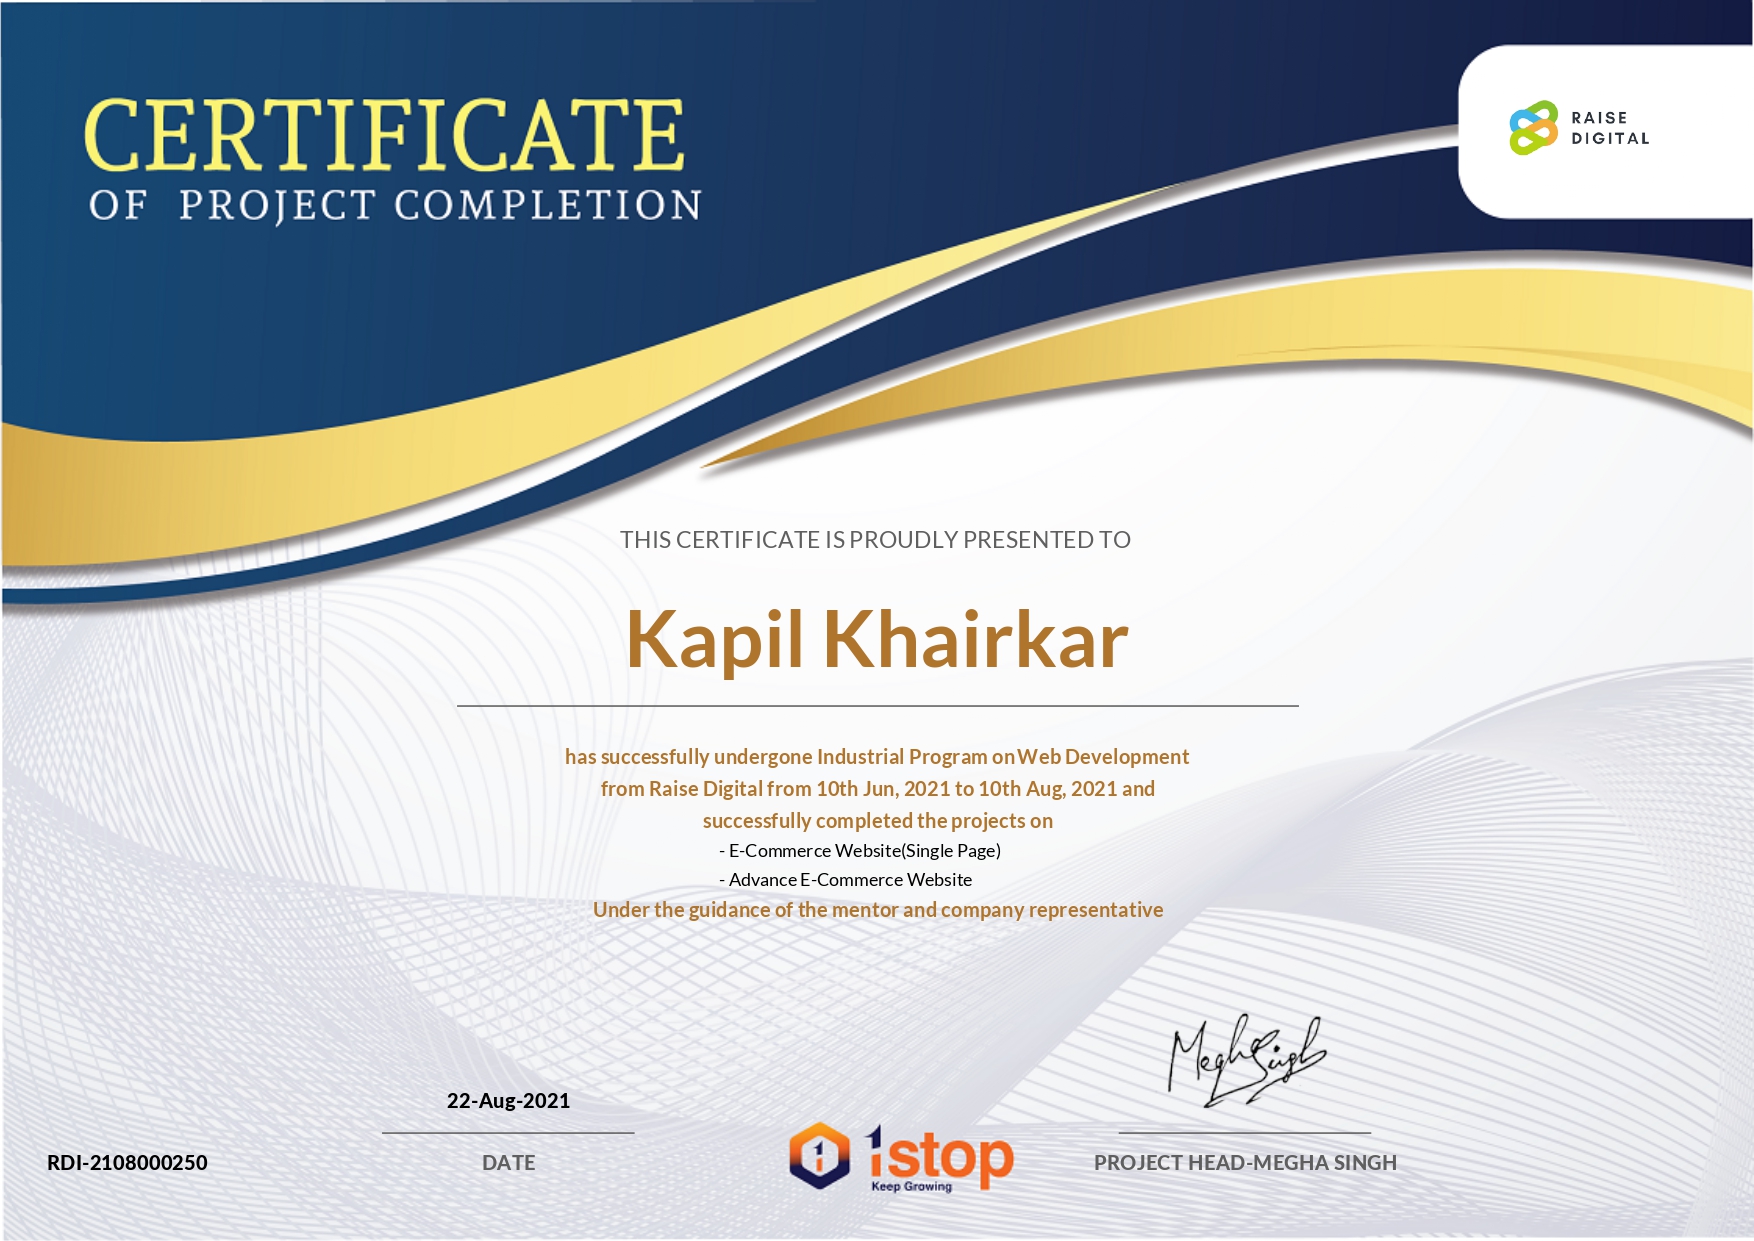 CERTIFICATE
OF PROJECT COMPLETION
RAISE
DIGITAL
THIS CERTIFICATE IS PROUDLY PRESENTED TO
Kapil Khairkar
has successfully undergone Industrial Program on Web Development
from Raise Digital from 10th Jun, 2021 to 10th Aug, 2021 and
successfully completed the projects on
- E-Commerce Website(Single Page)
- Advance E-Commerce Website
Under the guidance of the mentor and company representative
Megha Singh
22-Aug-2021
RDI-2108000250
DATE
1
1stop
Keep Growing
PROJECT HEAD-MEGHA SINGH